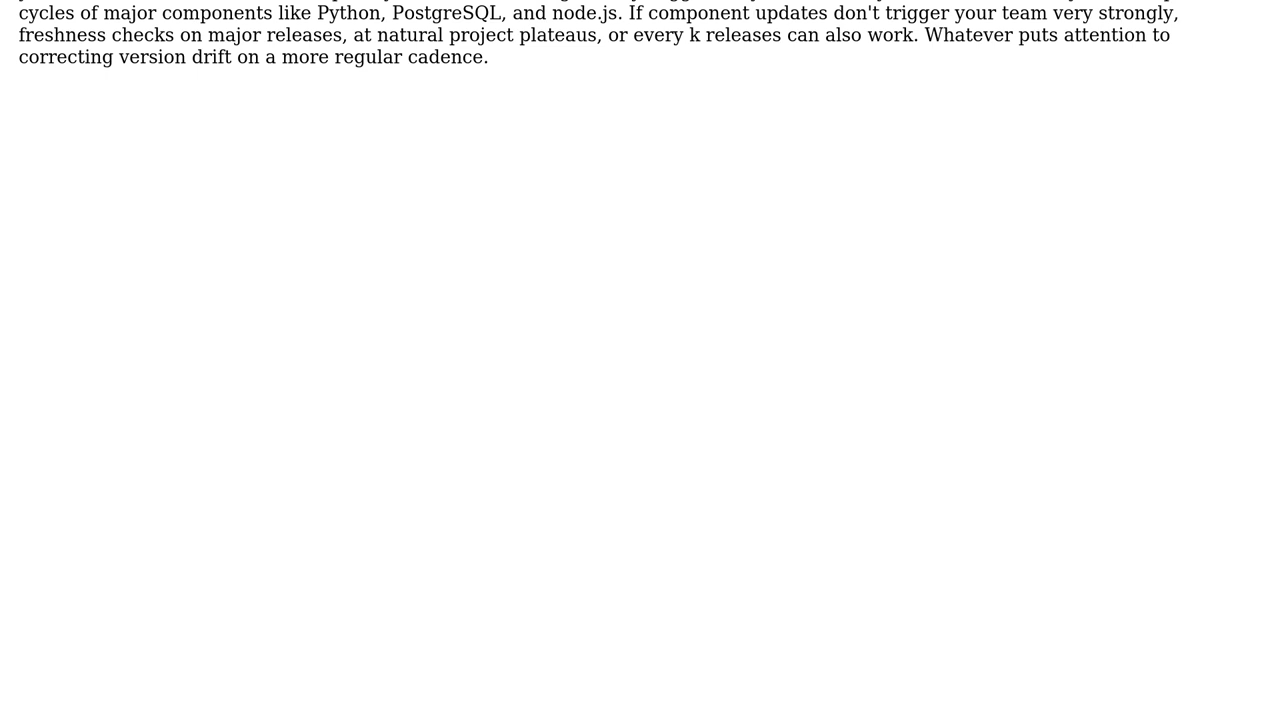 cycles of major components like Python, PostgreSQL, and node.js. If component updates don't trigger your team very strongly,
freshness checks on major releases, at natural project plateaus, or every k releases can also work. Whatever puts attention to
correcting version drift on a more regular cadence.